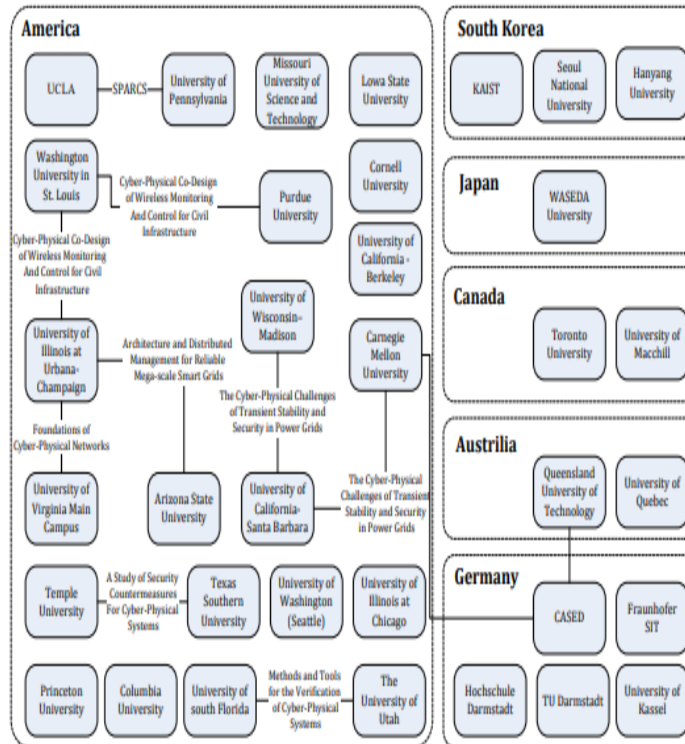 America
UCLA
SPARCS
University of
Pennsylvania
Missouri
University of
Science and
Technology
Lowa State
University
Washington
University in
St. Louis
Cyber-Physical Co-Design
of Wireless Monitoring
And Control for Civil
Infrastructure
Purdue
University
Cornell
University
University of
California -
Berkeley
Cyber-Physical Co-Design
of Wireless Monitoring
And Control for Civil
Infrastructure
University of
Illinois at
Urbana-
Champaign
Architecture and Distributed
Management for Reliable
Mega-scale Smart Grids
University of
Wisconsin–
Madison
Carnegie
Mellon
University
The Cyber-Physical Challenges
of Transient Stability and
Security in Power Grids
Foundations of
Cyber-Physical Networks
University of
Virginia Main
Campus
Arizona State
University
University of
California-
Santa Barbara
The Cyber-Physical
Challenges of Transient
Stability and Security
in Power Grids
Temple
University
A Study of Security
Countermeasures
For Cyber-Physical
Systems
Texas
Southern
University
University of
Washington
(Seattle)
University of
Illinois at
Chicago
Princeton
University
Columbia
University
University of
south Florida
Methods and Tools
for the Verification
of Cyber-Physical
Systems
The
University of
Utah
South Korea
KAIST
Seoul
National
University
Hanyang
University
Japan
WASEDA
University
Canada
Toronto
University
University of
Macchill
Austrilia
Queensland
University of
Technology
University of
Quebec
Germany
CASED
Fraunhofer
SIT
Hochschule
Darmstadt
TU Darmstadt
University of
Kassel